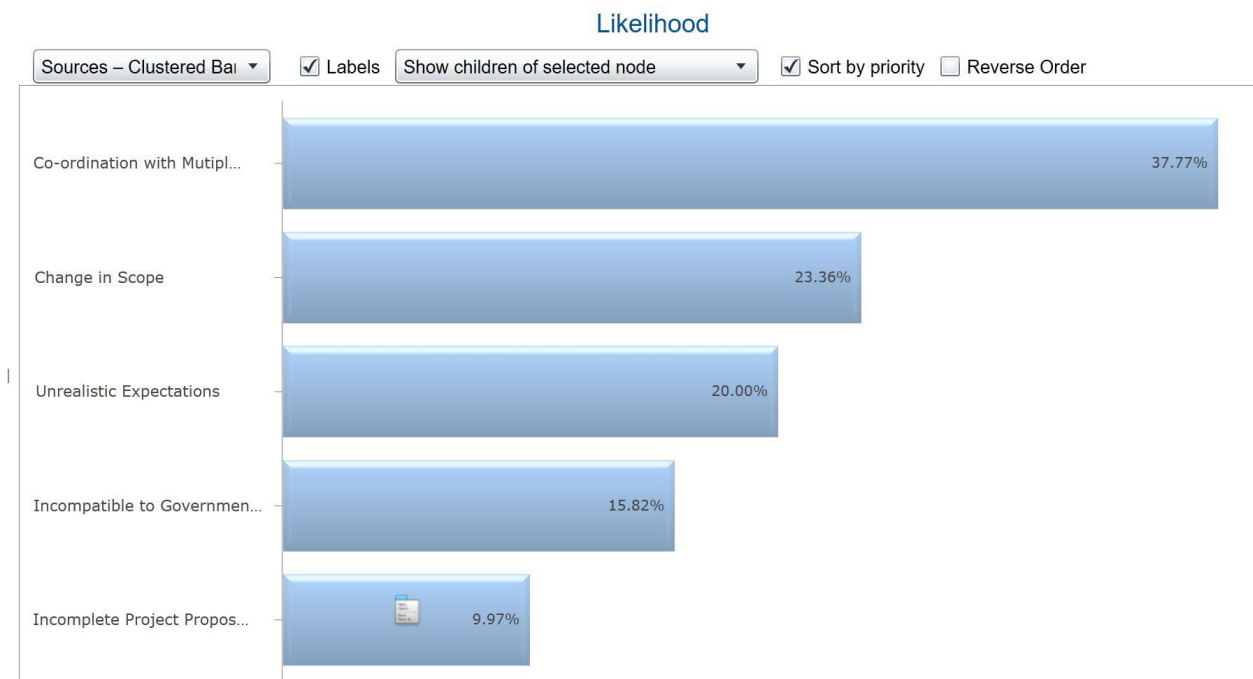 Likelihood
Sources – Clustered Bar
Labels
Show children of selected node
Sort by priority
Reverse Order
Co-ordination with Mutipl...
37.77%
Change in Scope
23.36%
Unrealistic Expectations
20.00%
Incompatible to Governmen...
15.82%
Incomplete Project Propos...
9.97%